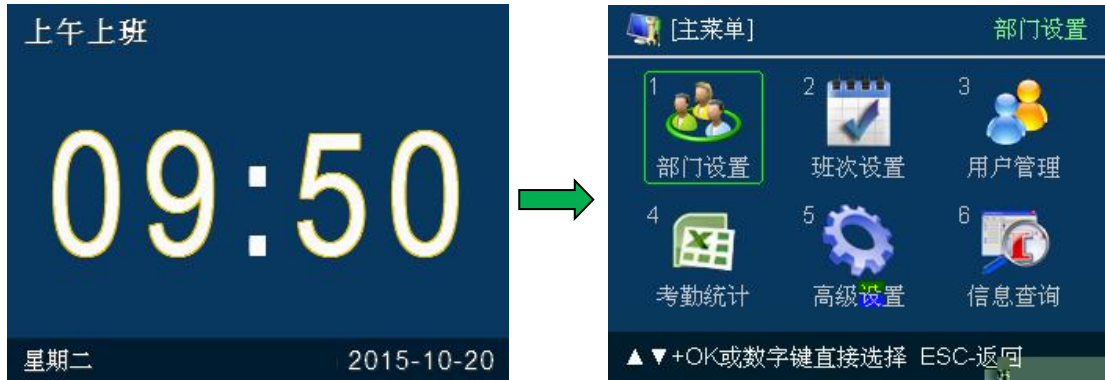 上午上班
09:50
星期二 2015-10-20
[主菜单] 部门设置
1 2 3
部门设置 班次设置 用户管理
4 5 6
考勤统计 高级设置 信息查询
▲▼+OK或数字键直接选择 ESC-返回